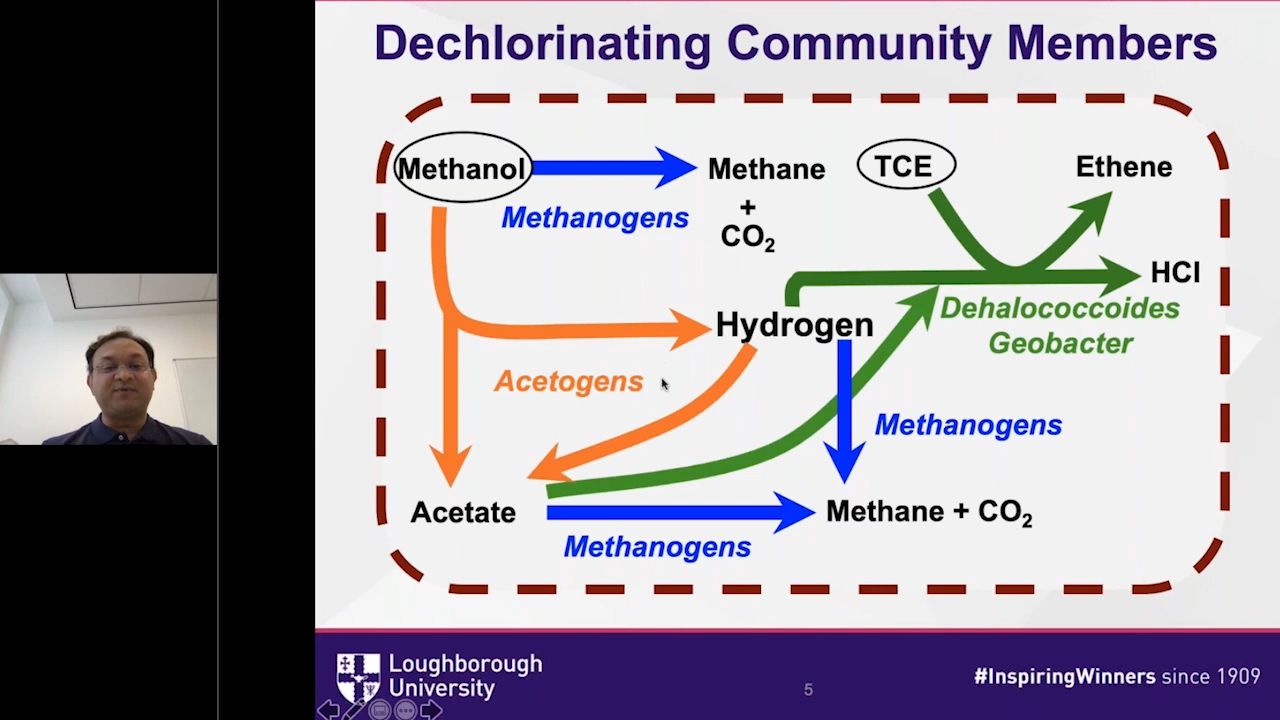 Dechlorinating Community Members
Methanol
Methane
+
CO2
Methanogens
TCE
Ethene
HCl
Dehalococcoides
Geobacter
Hydrogen
Acetogens
Methanogens
Acetate
Methane + CO2
Methanogens
Loughborough
University
5
#InspiringWinners since 1909